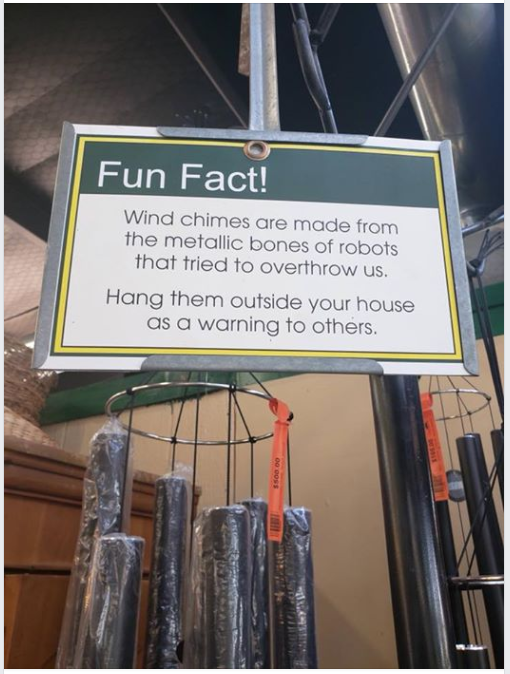 Fun Fact!
Wind chimes are made from
the metallic bones of robots
that tried to overthrow us.
Hang them outside your house
as a warning to others.